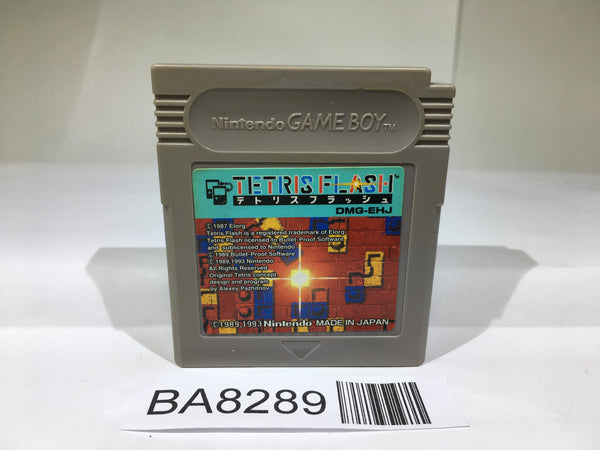 Nintendo GAME BOY TM
TETRIS FLASH TM
テトリスフラッシュ
DMG-EHJ
© 1987 Elorg
Tetris Flash is a registered trademark of Elorg
Tetris Flash licensed to Bullet-Proof Software
and sublicensed to Nintendo
© 1989 Bullet-Proof Software
© 1989,1993 Nintendo
All Rights Reserved
Original Tetris concept,
design and program
by Alexey Pazhitnov
© 1989, 1993 Nintendo MADE IN JAPAN
BA8289